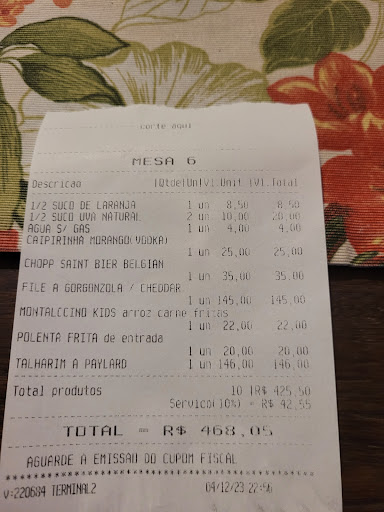 corte aqui
MESA 6
Descricao |Qtde|Un|Vl.Unit.|Vl.Total
1/2 SUCO DE LARANJA 1 un 8,50 8,50
1/2 SUCO UVA NATURAL 2 un 10,00 20,00
AGUA S/ GAS 1 un 4,00 4,00
CAIPIRINHA MORANGO(VODKA)
1 un 25,00 25,00
CHOPP SAINT BIER BELGIAN
1 un 35,00 35,00
FILE A GORGONZOLA / CHEDDAR
1 un 145,00 145,00
MONTALCCINO KIDS arroz carne fritas
1 un 22,00 22,00
POLENTA FRITA de entrada
1 un 20,00 20,00
TALHARIM A PAYLARD 1 un 146,00 146,00
Total produtos 10 |R$ 425,50
Servico(10%) = R$ 42,55
TOTAL = R$ 468,05
AGUARDE A EMISSAO DO CUPOM FISCAL
V:220684 TERMINAL2 04/12/23 22:56